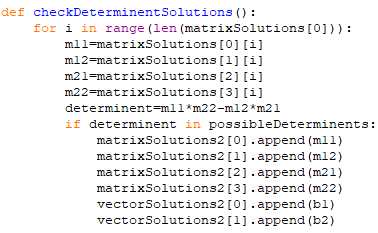 def checkDeterminentSolutions():
    for i in range(len(matrixSolutions[0])):
        m11=matrixSolutions[0][i]
        m12=matrixSolutions[1][i]
        m21=matrixSolutions[2][i]
        m22=matrixSolutions[3][i]
        determinent=m11*m22-m12*m21
        if determinent in possibleDeterminents:
            matrixSolutions2[0].append(m11)
            matrixSolutions2[1].append(m12)
            matrixSolutions2[2].append(m21)
            matrixSolutions2[3].append(m22)
            vectorSolutions2[0].append(b1)
            vectorSolutions2[1].append(b2)